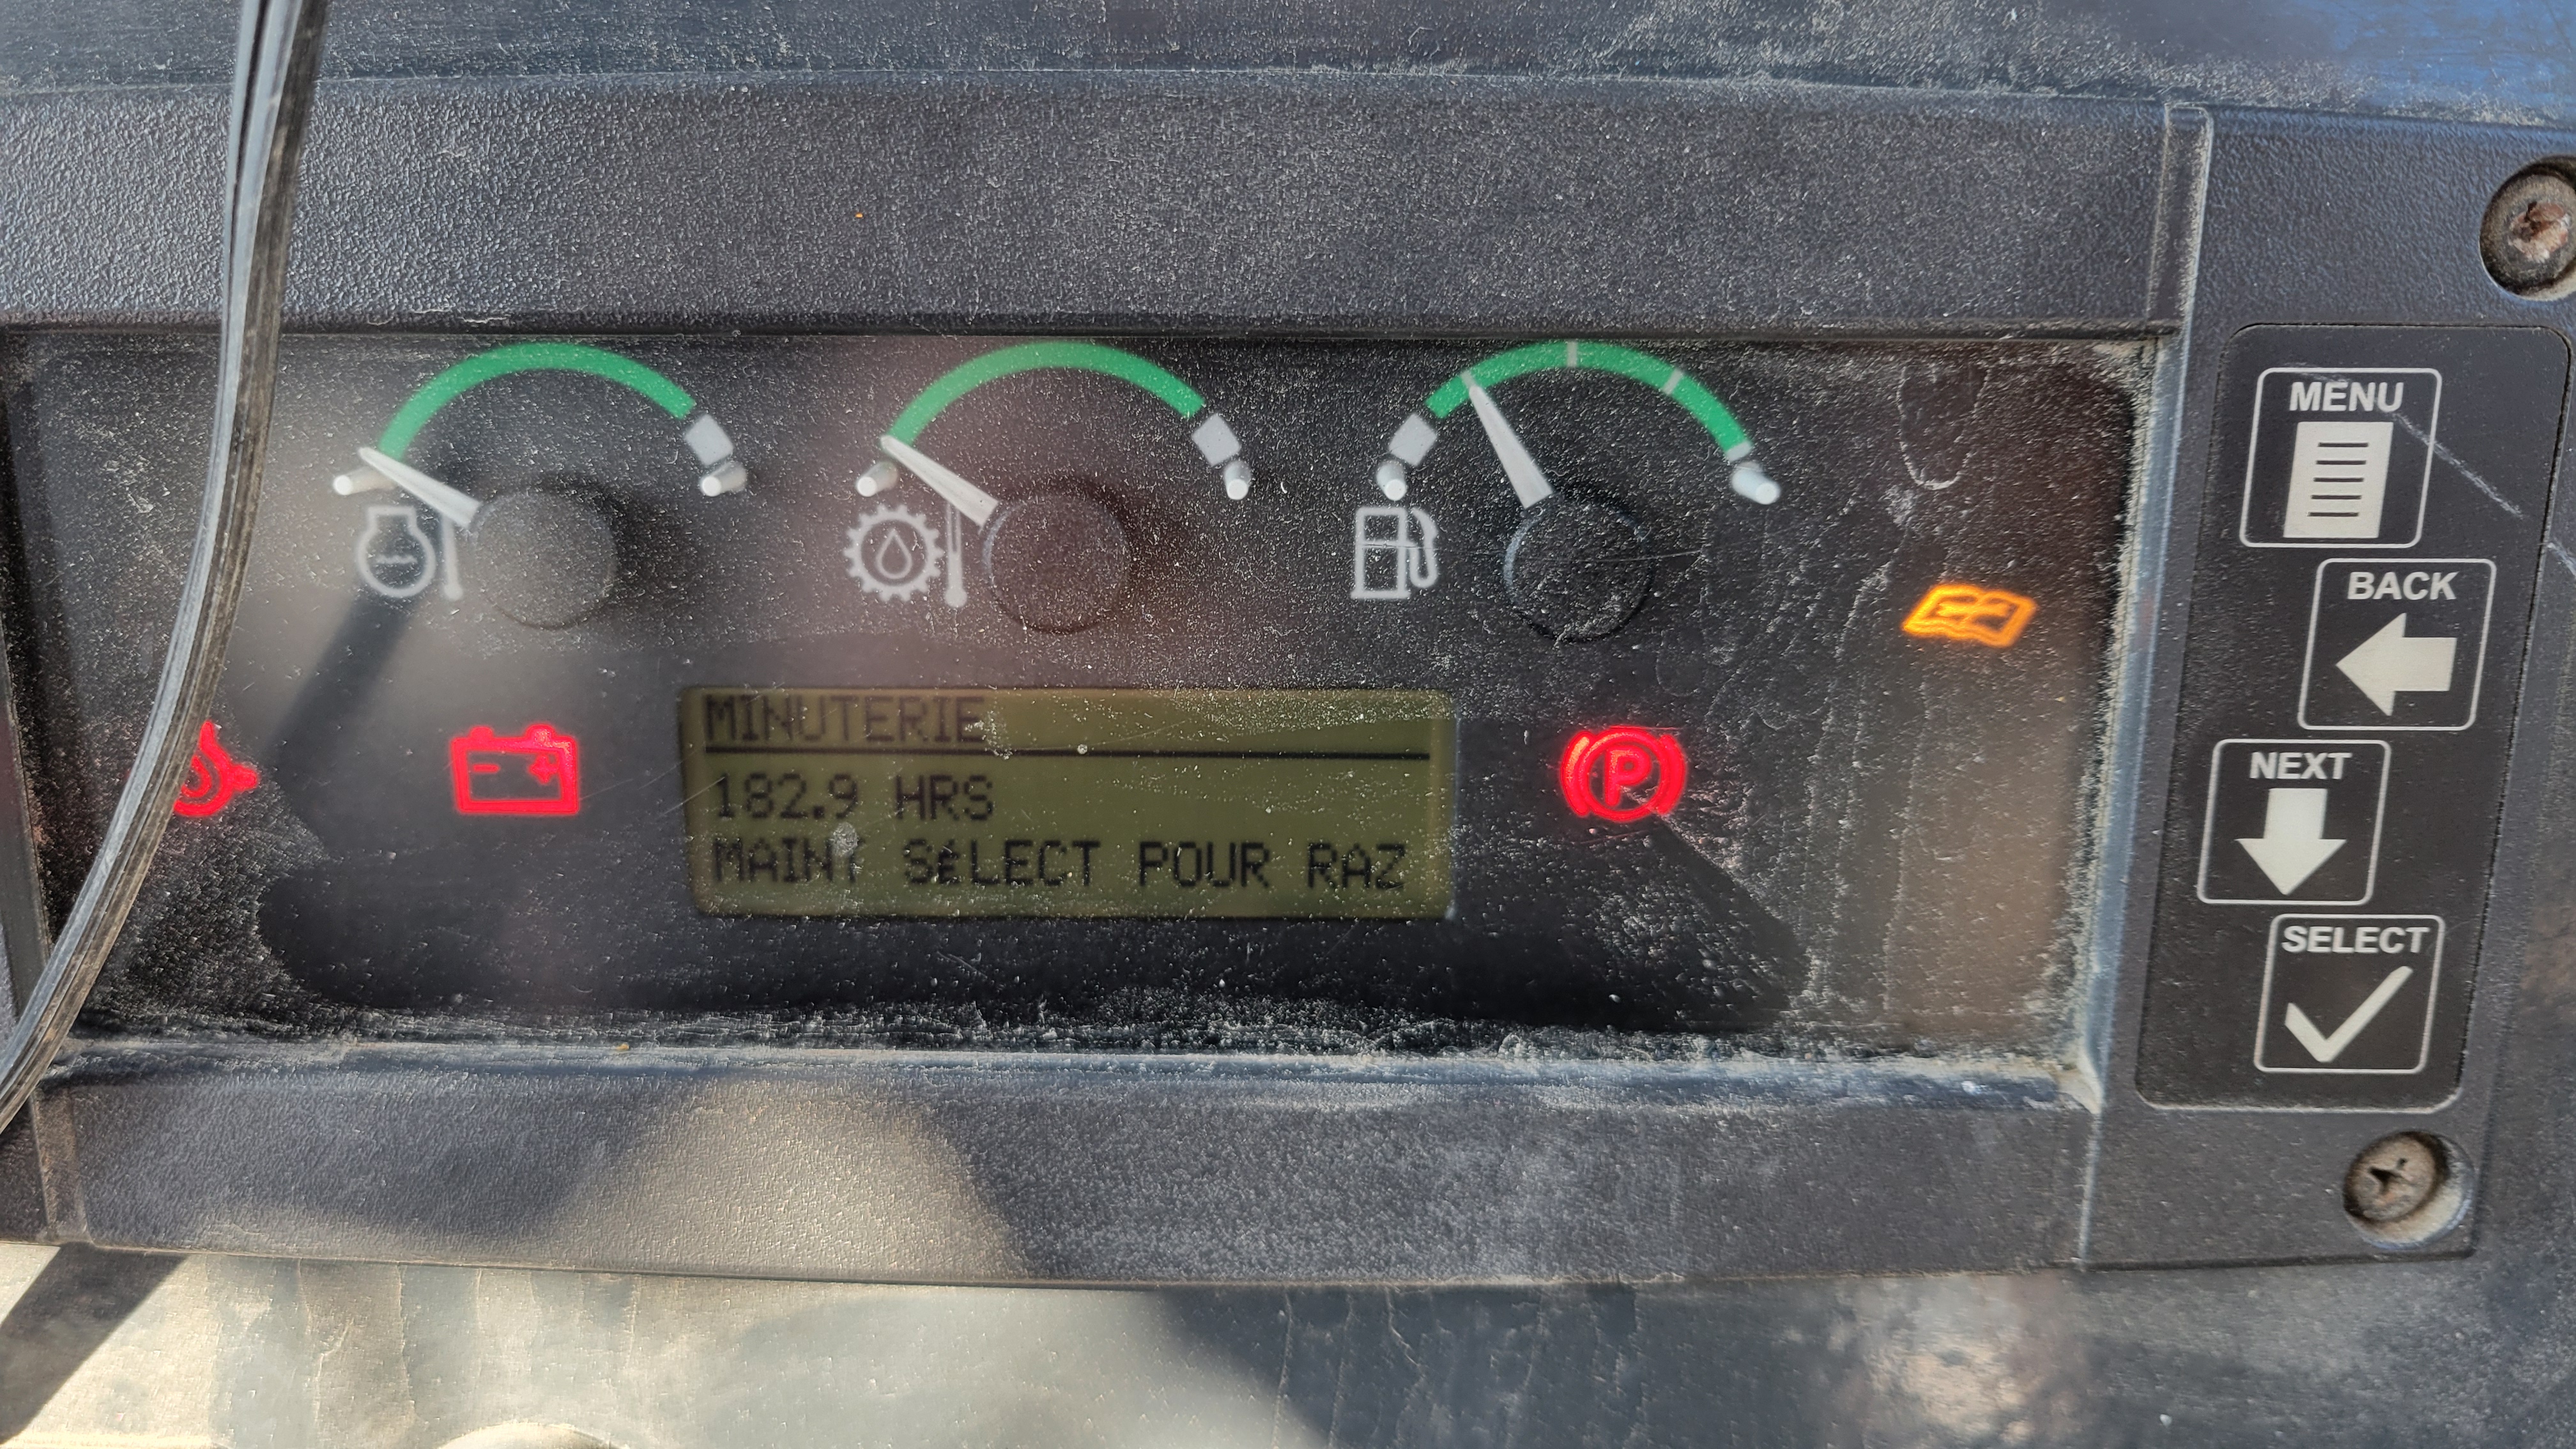 MENU
BACK
MINUTERIE
182.9 HRS
MAINT SÉLECT POUR RAZ
P
NEXT
SELECT